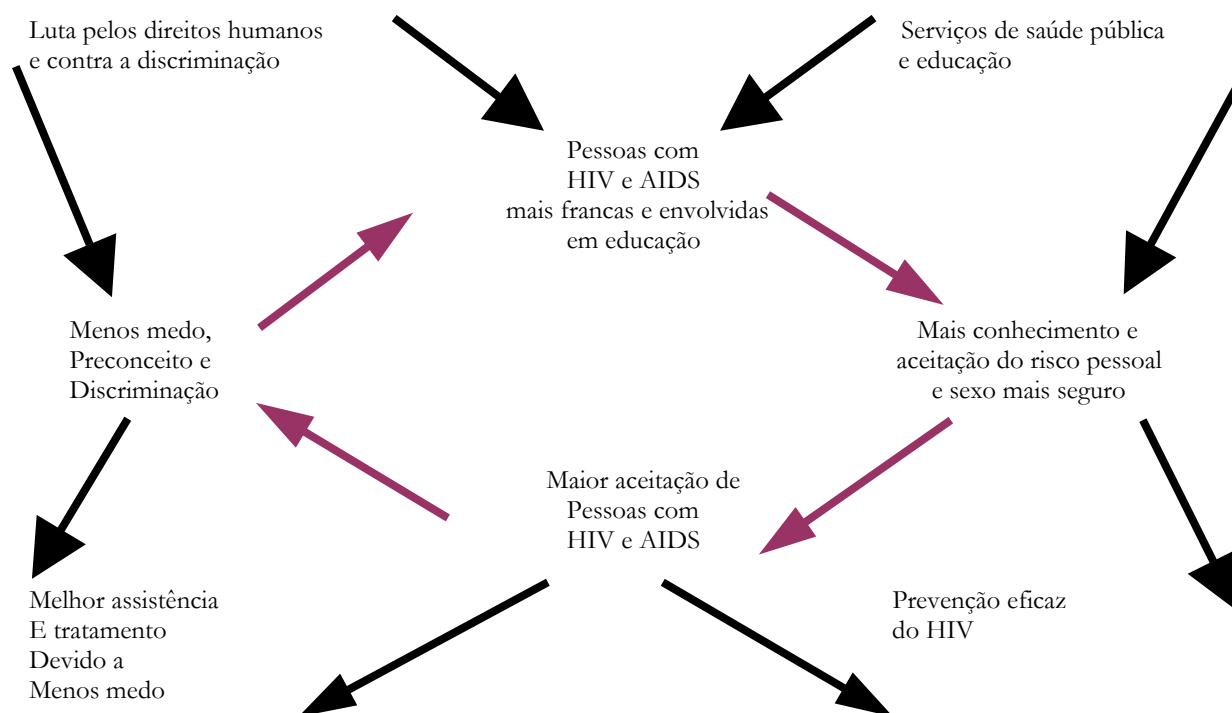 Luta pelos direitos humanos
e contra a discriminação
Serviços de saúde pública
e educação
Pessoas com
HIV e AIDS
mais francas e envolvidas
em educação
Menos medo,
Preconceito e
Discriminação
Mais conhecimento e
aceitação do risco pessoal
e sexo mais seguro
Maior aceitação de
Pessoas com
HIV e AIDS
Melhor assistência
E tratamento
Devido a
Menos medo
Prevenção eficaz
do HIV